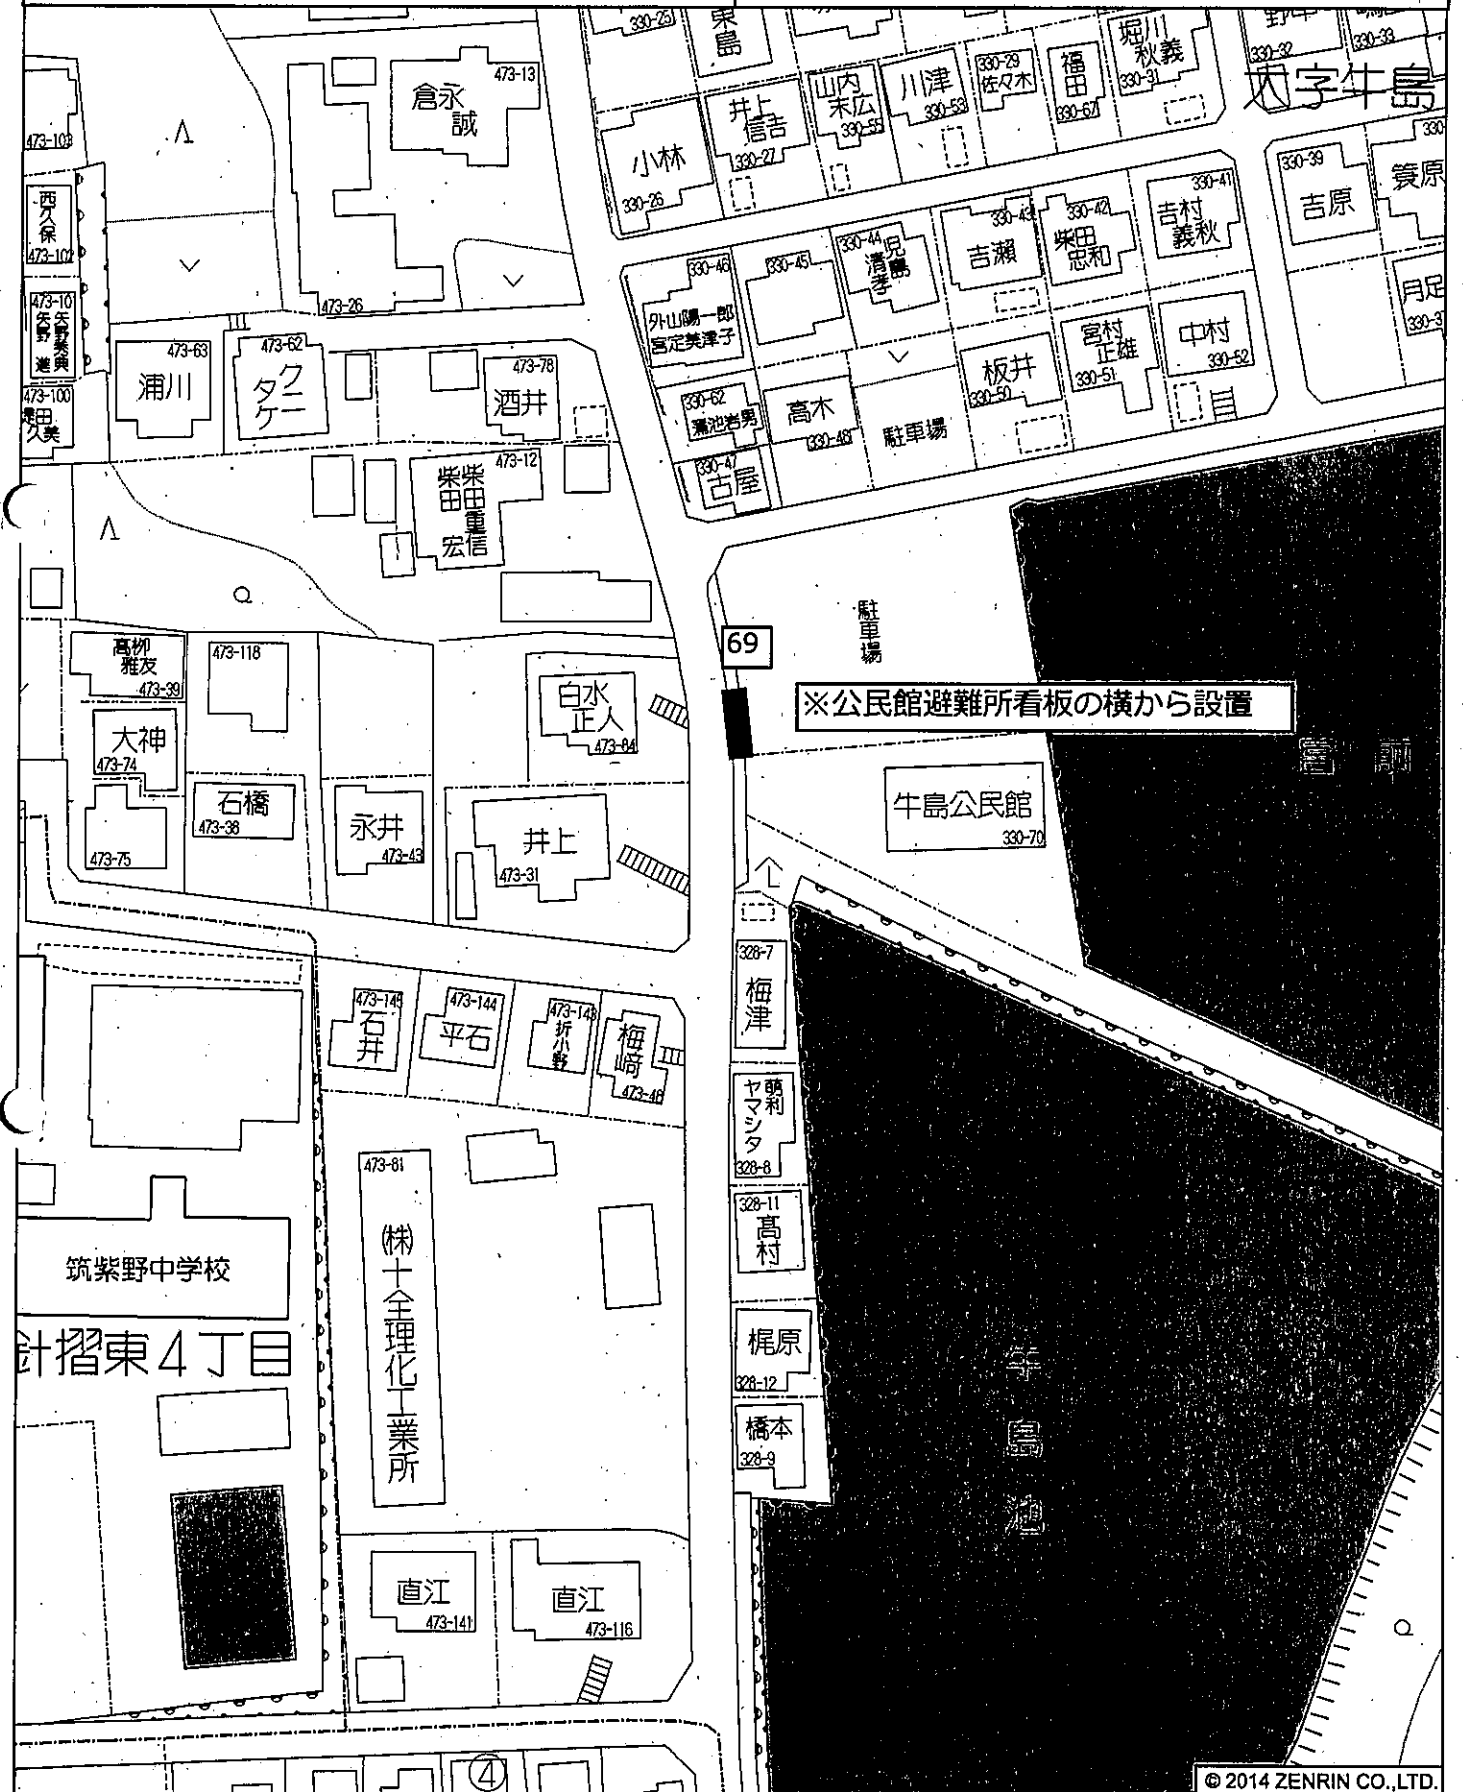 330-25
東島
330-32
330-33
堀川
秋義
330-31
大字牛島
福田
330-67
330-29
佐々木
川津
330-53
山内
末広
330-55
井上
信吉
330-27
小林
330-26
倉永
誠
473-13
473-103
西久保
473-102
473-10
473-26
330-39
吉原
簑原
330-41
吉村
義秋
330-42
柴田
忠和
330-43
吉瀬
330-44
児島
清孝
330-45
330-46
外山陽一郎
宮定美津子
月足
中村
330-52
宮村
正雄
330-51
板井
330-50
駐車場
高木
330-48
330-62
蒲池岩男
330-47
古屋
473-63
浦川
473-62
タケ
クニー
473-78
酒井
473-100
久美
473-12
柴田
柴田重信
宏
駐車場
69
※公民館避難所看板の横から設置
高柳
雅友
473-39
473-118
白水
正人
473-84
大神
473-74
石橋
473-38
永井
473-43
井上
473-31
473-75
牛島公民館
330-70
328-7
梅津
473-145
石井
473-144
平石
473-143
折小野
梅﨑
473-48
萌利
ヤマシタ
328-8
328-11
髙村
473-81
㈱十全理化工業所
筑紫野中学校
針摺東4丁目
梶原
328-12
橋本
328-9
牛島池
直江
473-141
直江
473-116
④
© 2014 ZENRIN CO.,LTD.